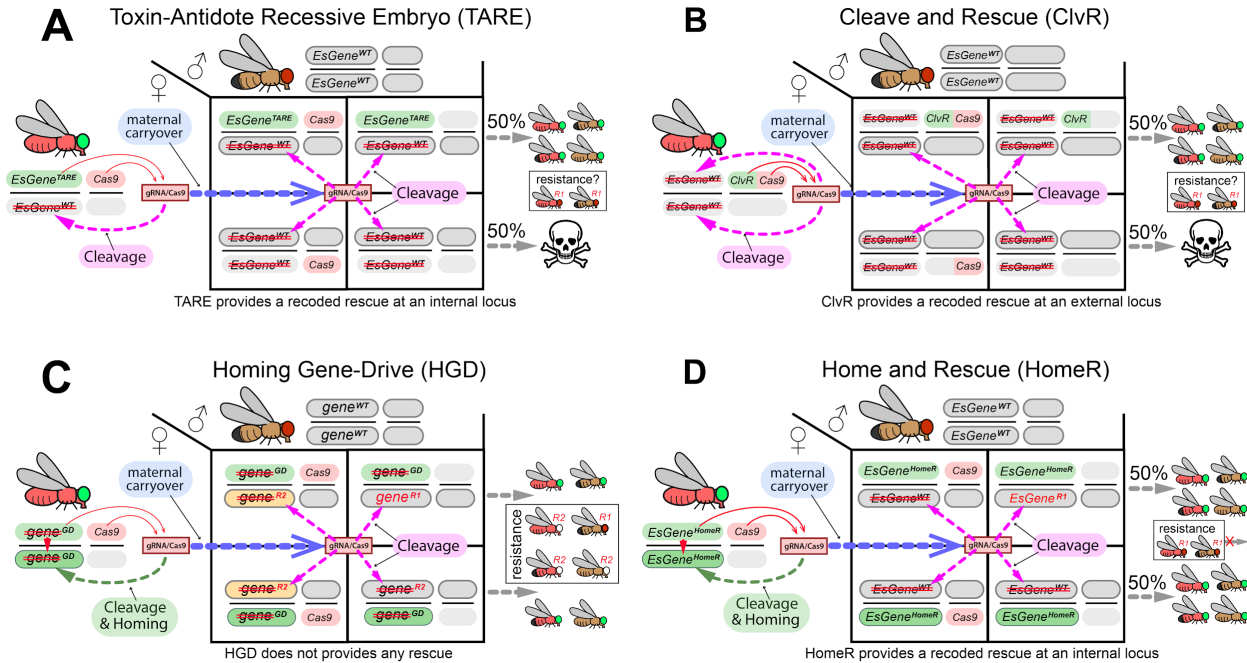 A
Toxin-Antidote Recessive Embryo (TARE)
♀ ♂
EsGeneWT
EsGeneWT
maternal
carryover
EsGeneTARE Cas9
EsGeneWT
gRNA/Cas9
Cleavage
EsGeneTARE Cas9
EsGeneWT
EsGeneTARE
EsGeneWT
gRNA/Cas9
Cleavage
EsGeneWT
EsGeneWT Cas9
EsGeneWT
EsGeneWT
50%
resistance?
R1 R1
50%
TARE provides a recoded rescue at an internal locus
B
Cleave and Rescue (ClvR)
♀ ♂
EsGeneWT
EsGeneWT
maternal
carryover
EsGeneWT ClvR Cas9
EsGeneWT
gRNA/Cas9
Cleavage
EsGeneWT ClvR Cas9
EsGeneWT
EsGeneWT ClvR
EsGeneWT
gRNA/Cas9
Cleavage
EsGeneWT
EsGeneWT Cas9
EsGeneWT
EsGeneWT
50%
resistance?
R1 R1
50%
ClvR provides a recoded rescue at an external locus
C
Homing Gene-Drive (HGD)
♀ ♂
geneWT
geneWT
maternal
carryover
geneGD Cas9
geneGD
gRNA/Cas9
Cleavage
& Homing
geneGD Cas9
geneR2
geneGD
geneR1
gRNA/Cas9
Cleavage
geneR2
geneGD Cas9
geneR2
geneGD
resistance
R2 R1
R2 R2
HGD does not provides any rescue
D
Home and Rescue (HomeR)
♀ ♂
EsGeneWT
EsGeneWT
maternal
carryover
EsGeneHomeR Cas9
EsGeneHomeR
gRNA/Cas9
Cleavage
& Homing
EsGeneHomeR Cas9
EsGeneWT
EsGeneHomeR
EsGeneR1
gRNA/Cas9
Cleavage
EsGeneWT
EsGeneHomeR Cas9
EsGeneWT
EsGeneHomeR
50%
resistance
R1 R1
50%
HomeR provides a recoded rescue at an internal locus